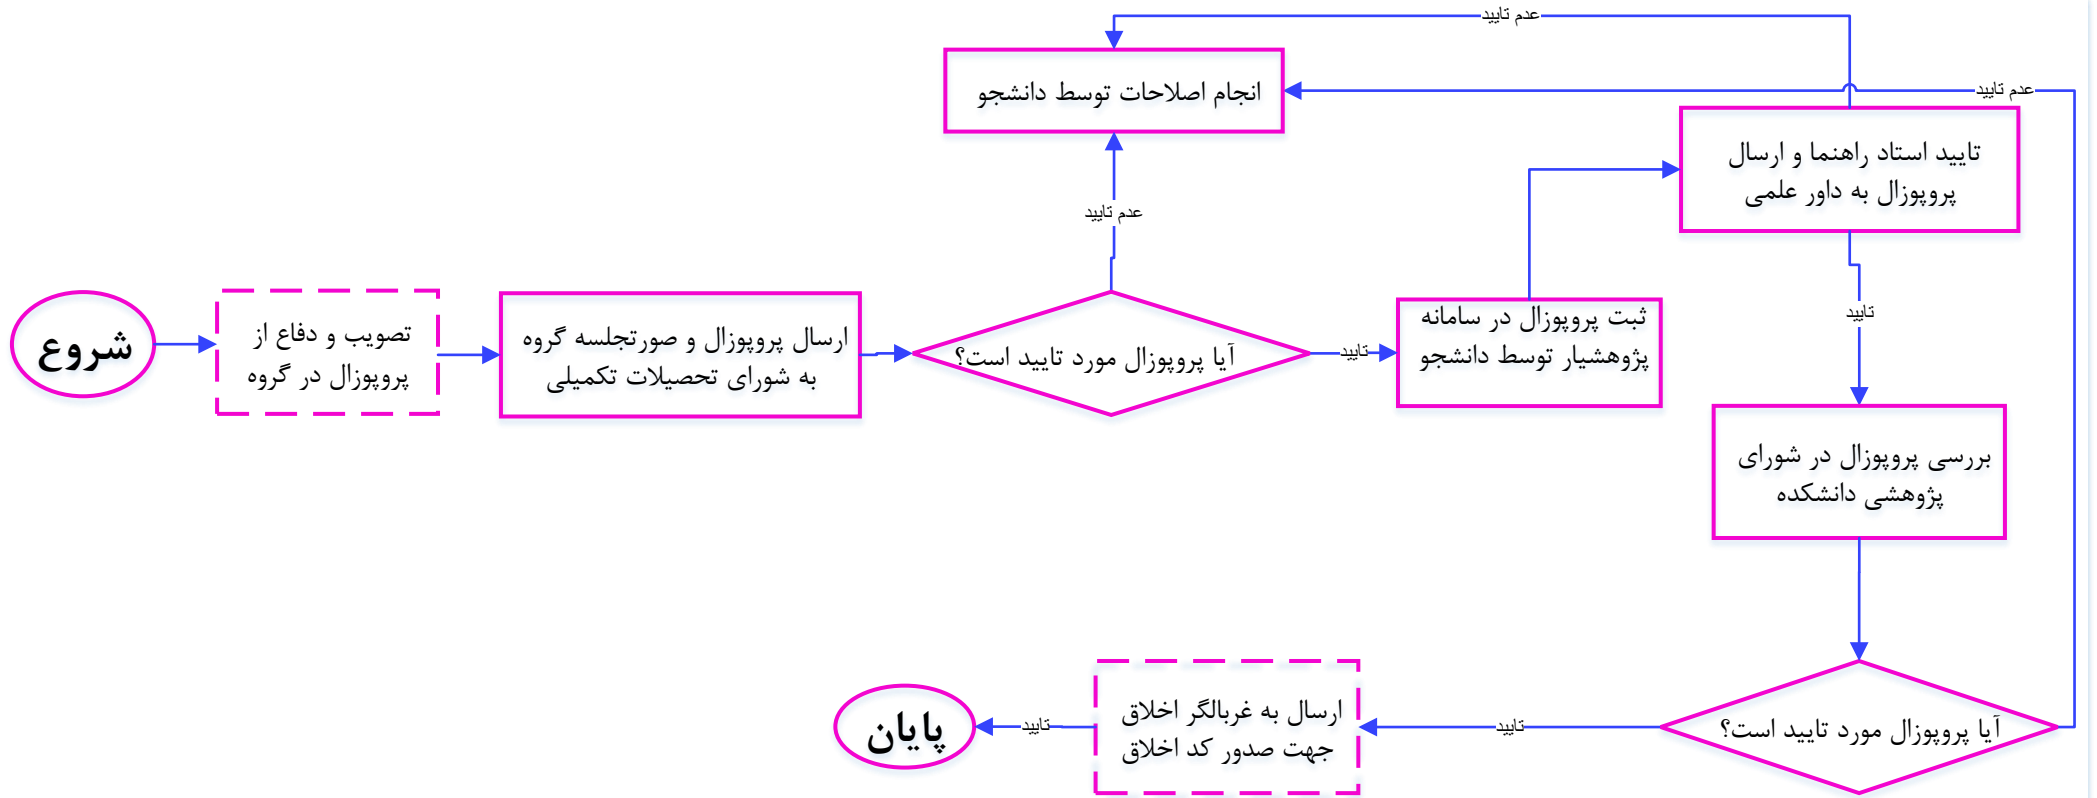 شروع
تصویب و دفاع از
پروپوزال در گروه
ارسال پروپوزال و صورتجلسه گروه
به شورای تحصیلات تکمیلی
آیا پروپوزال مورد تایید است؟
عدم تایید
انجام اصلاحات توسط دانشجو
تایید
ثبت پروپوزال در سامانه
پژوهشیار توسط دانشجو
تایید استاد راهنما و ارسال
پروپوزال به داور علمی
عدم تایید
تایید
بررسی پروپوزال در شورای
پژوهشی دانشکده
آیا پروپوزال مورد تایید است؟
عدم تایید
تایید
ارسال به غربالگر اخلاق
جهت صدور کد اخلاق
تایید
پایان